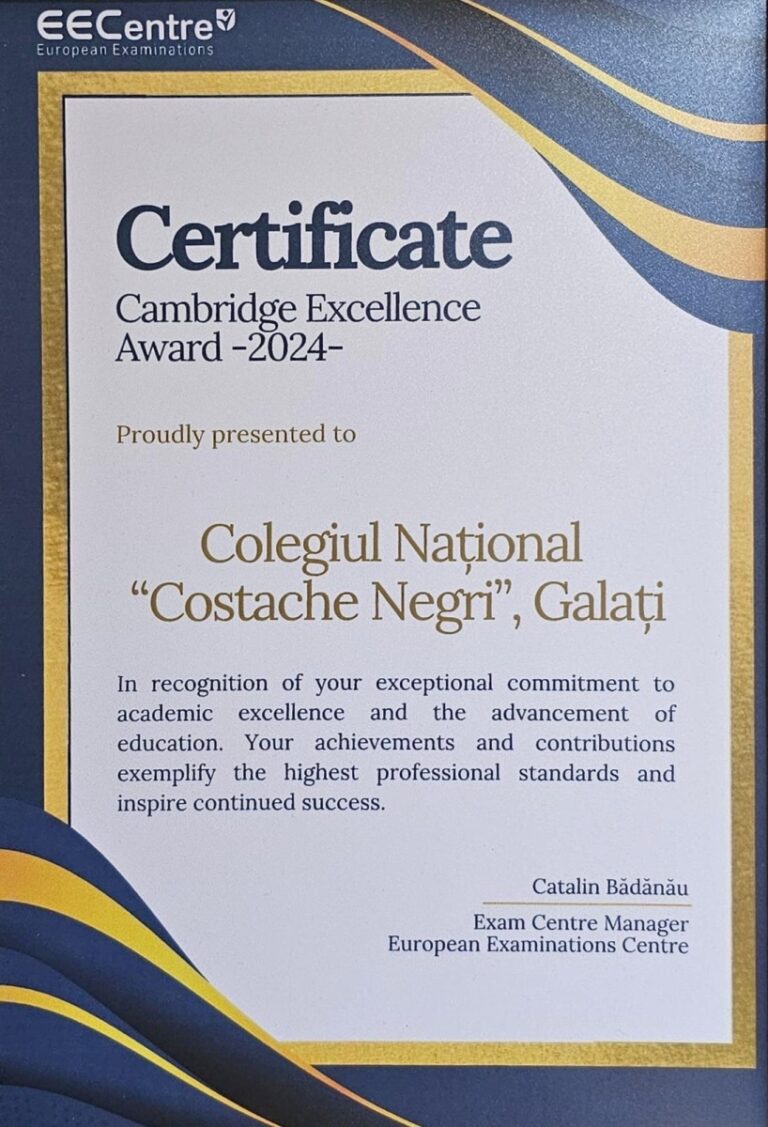 EECentre
European Examinations
Certificate
Cambridge Excellence
Award -2024-
Proudly presented to
Colegiul Național
“Costache Negri”, Galați
In recognition of your exceptional commitment to
academic excellence and the advancement of
education. Your achievements and contributions
exemplify the highest professional standards and
inspire continued success.
Catalin Bădănău
Exam Centre Manager
European Examinations Centre